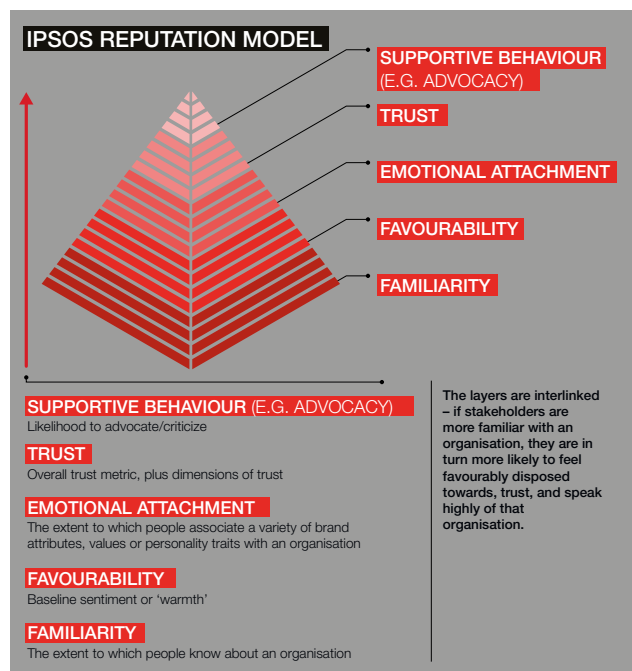 IPSOS REPUTATION MODEL
SUPPORTIVE BEHAVIOUR
(E.G. ADVOCACY)
TRUST
EMOTIONAL ATTACHMENT
FAVOURABILITY
FAMILIARITY
SUPPORTIVE BEHAVIOUR (E.G. ADVOCACY)
Likelihood to advocate/criticize
TRUST
Overall trust metric, plus dimensions of trust
EMOTIONAL ATTACHMENT
The extent to which people associate a variety of brand
attributes, values or personality traits with an organisation
FAVOURABILITY
Baseline sentiment or ‘warmth’
FAMILIARITY
The extent to which people know about an organisation
The layers are interlinked
– if stakeholders are
more familiar with an
organisation, they are in
turn more likely to feel
favourably disposed
towards, trust, and speak
highly of that
organisation.